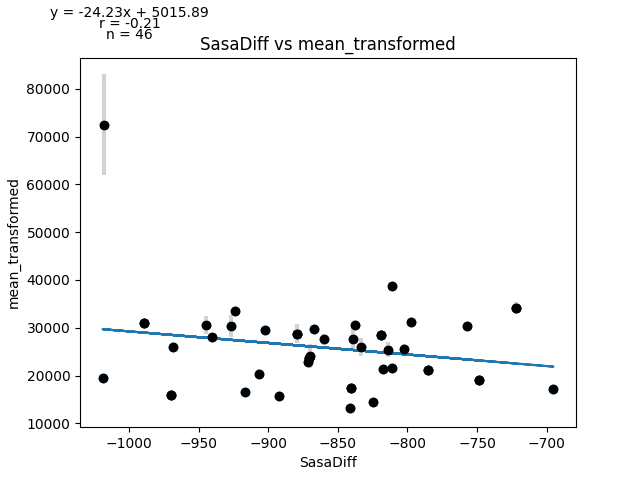 y = -24.23x + 5015.89
r = -0.21
n = 46
SasaDiff vs mean_transformed
80000
70000
60000
50000
40000
30000
20000
10000
mean_transformed
−1000
−950
−900
−850
−800
−750
−700
SasaDiff